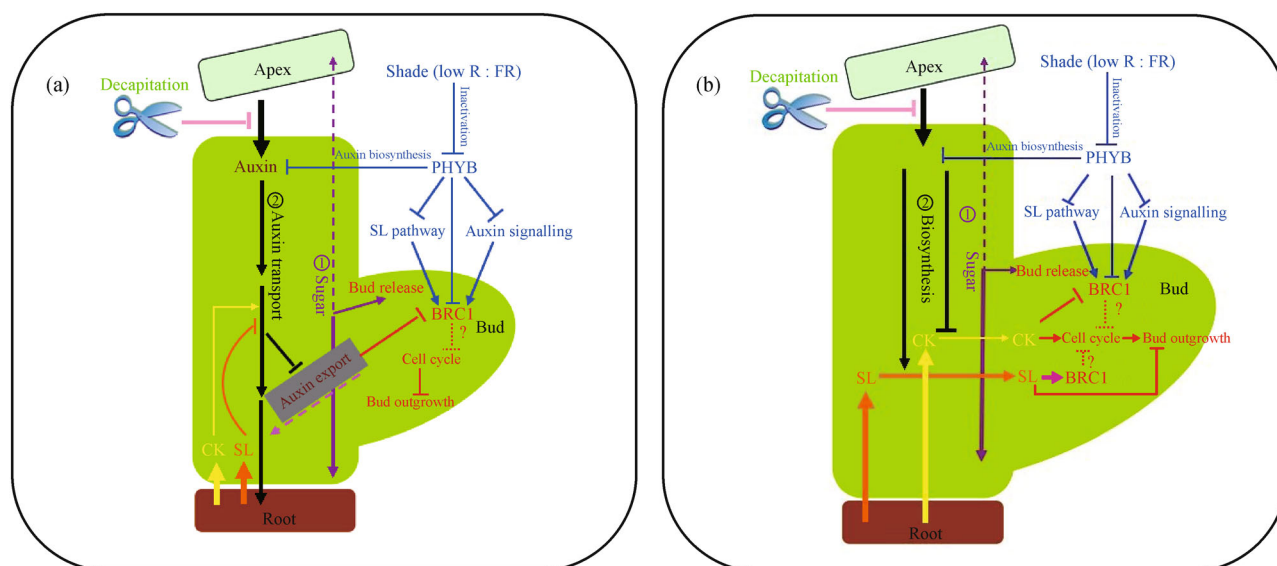 (a)
Apex
Decapitation
Shade (low R : FR)
Inactivation
Auxin biosynthesis
Auxin
PHYB
② Auxin transport
SL pathway
Auxin signalling
① Sugar
Bud release
BRC1
?
Bud
Cell cycle
Auxin export
Bud outgrowth
CK
SL
Root
(b)
Apex
Decapitation
Shade (low R : FR)
Inactivation
Auxin biosynthesis
PHYB
② Biosynthesis
①
SL pathway
Auxin signalling
Sugar
Bud release
BRC1
Bud
?
CK
CK
Cell cycle
Bud outgrowth
?
SL
SL
BRC1
Root